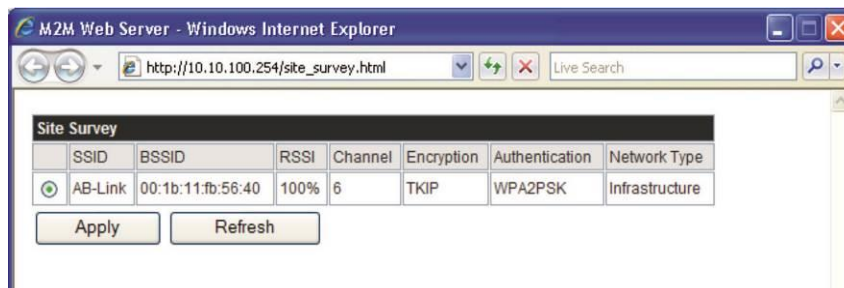 M2M Web Server - Windows Internet Explorer
http://10.10.100.254/site_survey.html Live Search
Site Survey
SSID BSSID RSSI Channel Encryption Authentication Network Type
AB-Link 00:1b:11:fb:56:40 100% 6 TKIP WPA2PSK Infrastructure
Apply Refresh